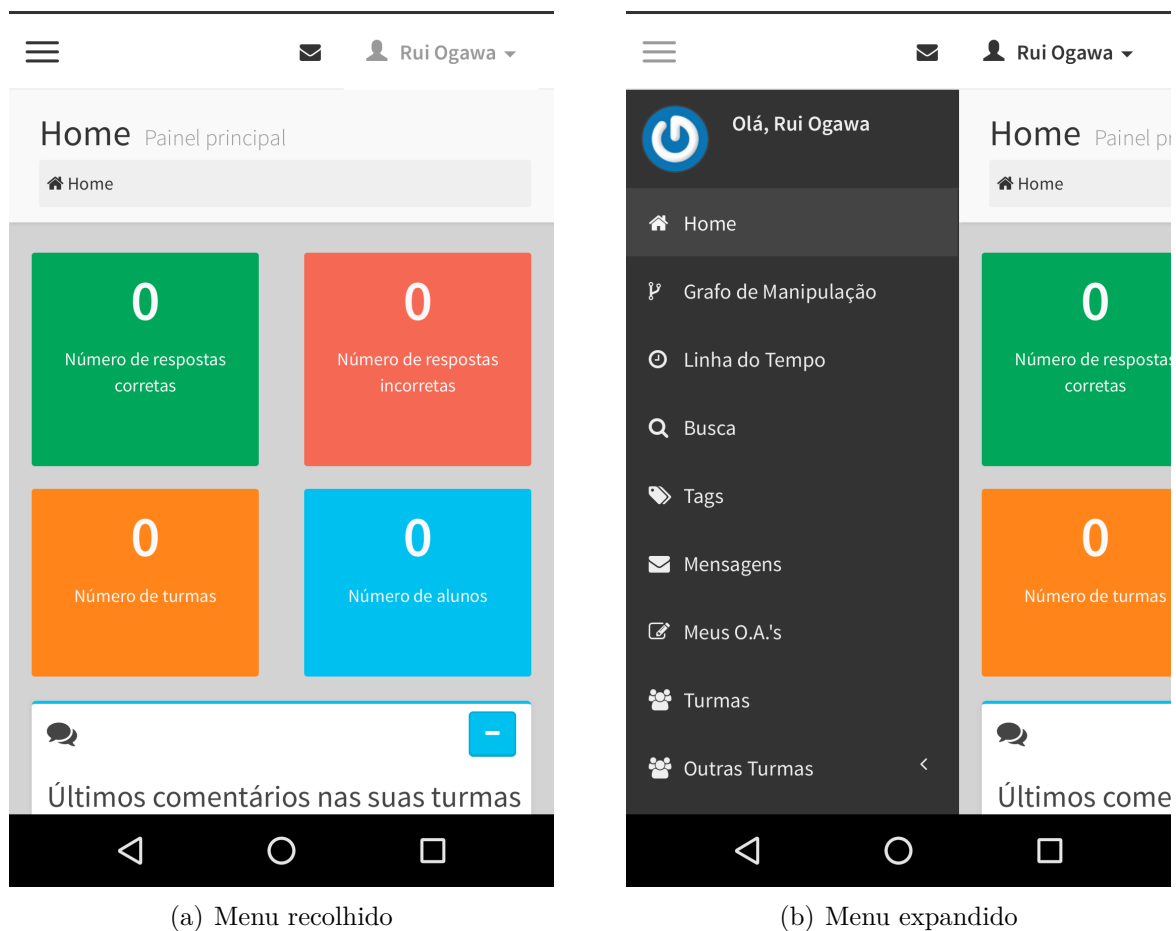 Rui Ogawa
Home Painel principal
Home
0
Número de respostas
corretas
0
Número de respostas
incorretas
0
Número de turmas
0
Número de alunos
Últimos comentários nas suas turmas
(a) Menu recolhido
Rui Ogawa
Olá, Rui Ogawa
Home
Grafo de Manipulação
Linha do Tempo
Busca
Tags
Mensagens
Meus O.A.'s
Turmas
Outras Turmas
Home Painel pr
Home
0
Número de respostas
corretas
0
Número de turmas
Últimos come
(b) Menu expandido